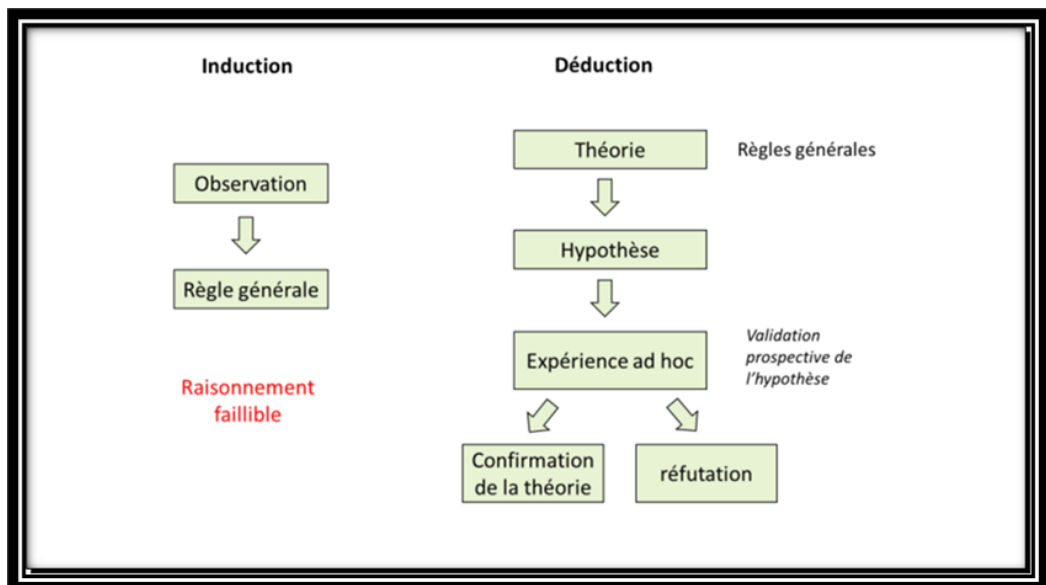 Induction
Observation
Règle générale
Raisonnement
faillible
Déduction
Théorie
Règles générales
Hypothèse
Expérience ad hoc
Validation
prospective de
l'hypothèse
Confirmation
de la théorie
réfutation